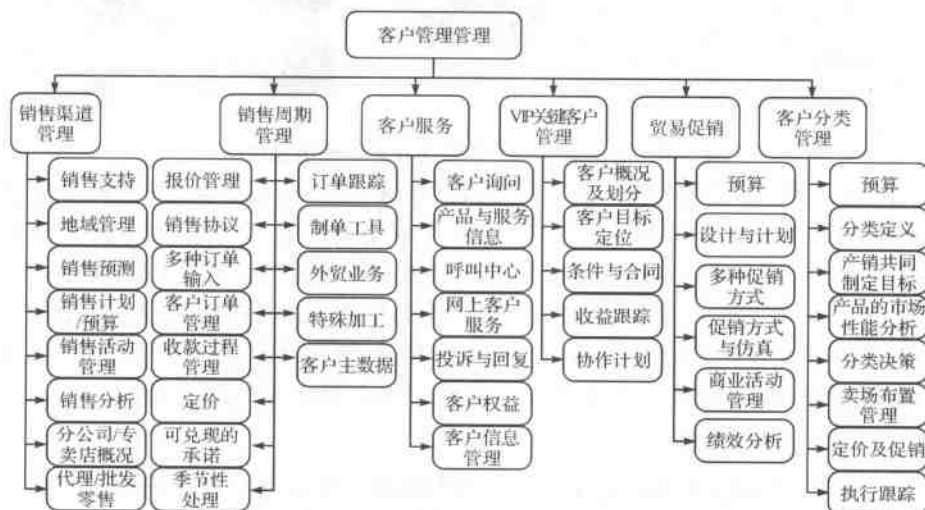 客户管理管理
销售渠道
管理
销售周期
管理
客户服务
VIP关键客户
管理
贸易促销
客户分类
管理
销售支持
地域管理
销售预测
销售计划
/预算
销售活动
管理
销售分析
分公司/专
卖店概况
代理/批发
零售
报价管理
销售协议
多种订单
输入
客户订单
管理
收款过程
管理
定价
可兑现的
承诺
季节性
处理
订单跟踪
制单工具
外贸业务
特殊加工
客户主数据
客户询问
产品与服务
信息
呼叫中心
网上客户
服务
投诉与回复
客户权益
客户信息
管理
客户概况
及划分
客户目标
定位
条件与合同
收益跟踪
协作计划
预算
设计与计划
多种促销
方式
促销方式
与仿真
商业活动
管理
绩效分析
预算
分类定义
产销共同
制定目标
产品的市场
性能分析
分类决策
卖场布置
管理
定价及促销
执行跟踪